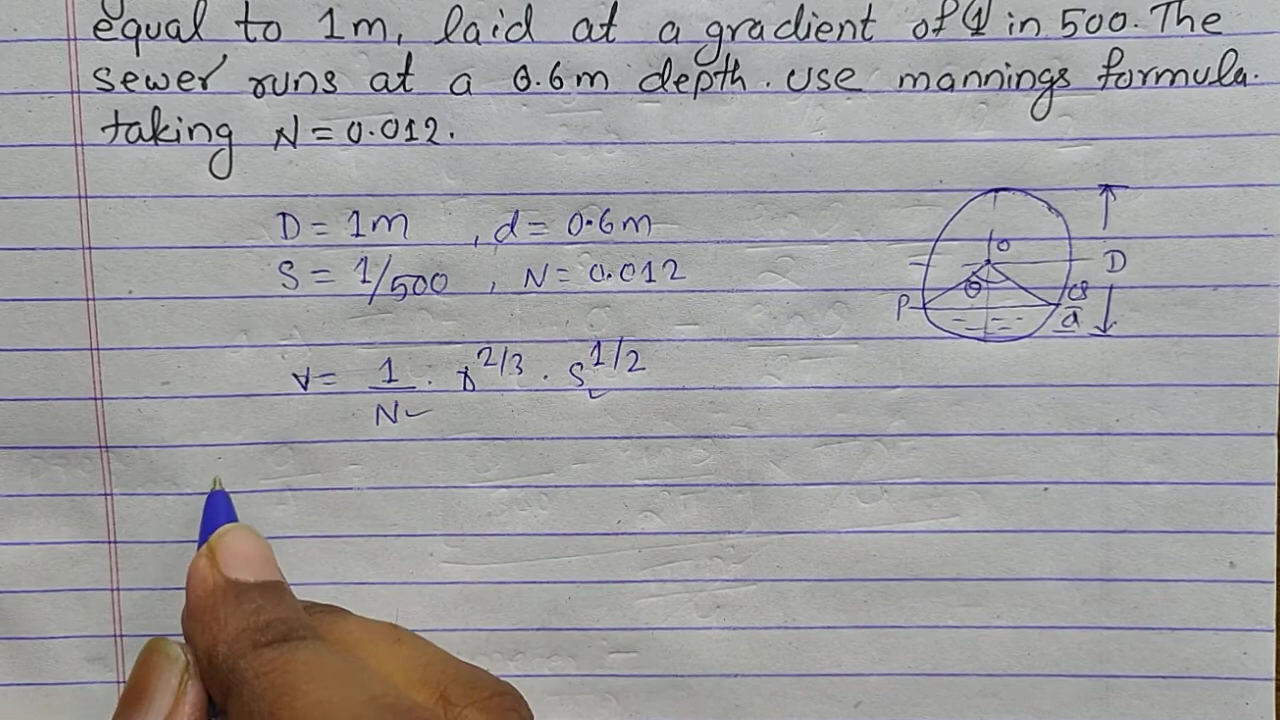 equal to 1m, laid at a gradient of 1 in 500. The
sewer runs at a 0.6m depth. use mannings formula.
taking N=0.012.
D = 1m , d = 0.6m
S = 1/500 , N = 0.012
O
D
θ
P
Q
d
V = 1/N . r^2/3 . S^1/2